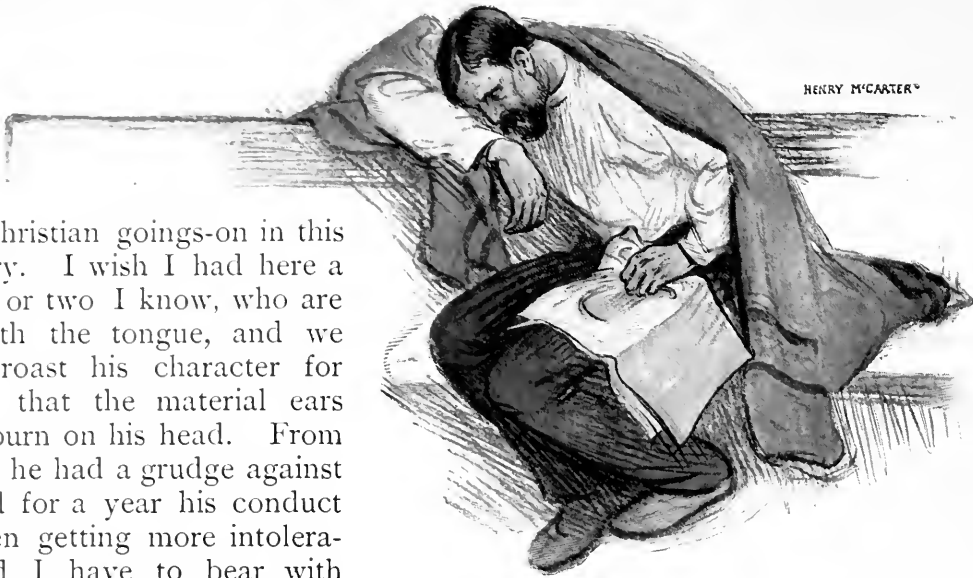 HENRY McCARTER
hristian goings-on in this
ry. I wish I had here a
or two I know, who are
th the tongue, and we
roast his character for
that the material ears
ourn on his head. From
he had a grudge against
d for a year his conduct
en getting more intolera-
d I have to bear with